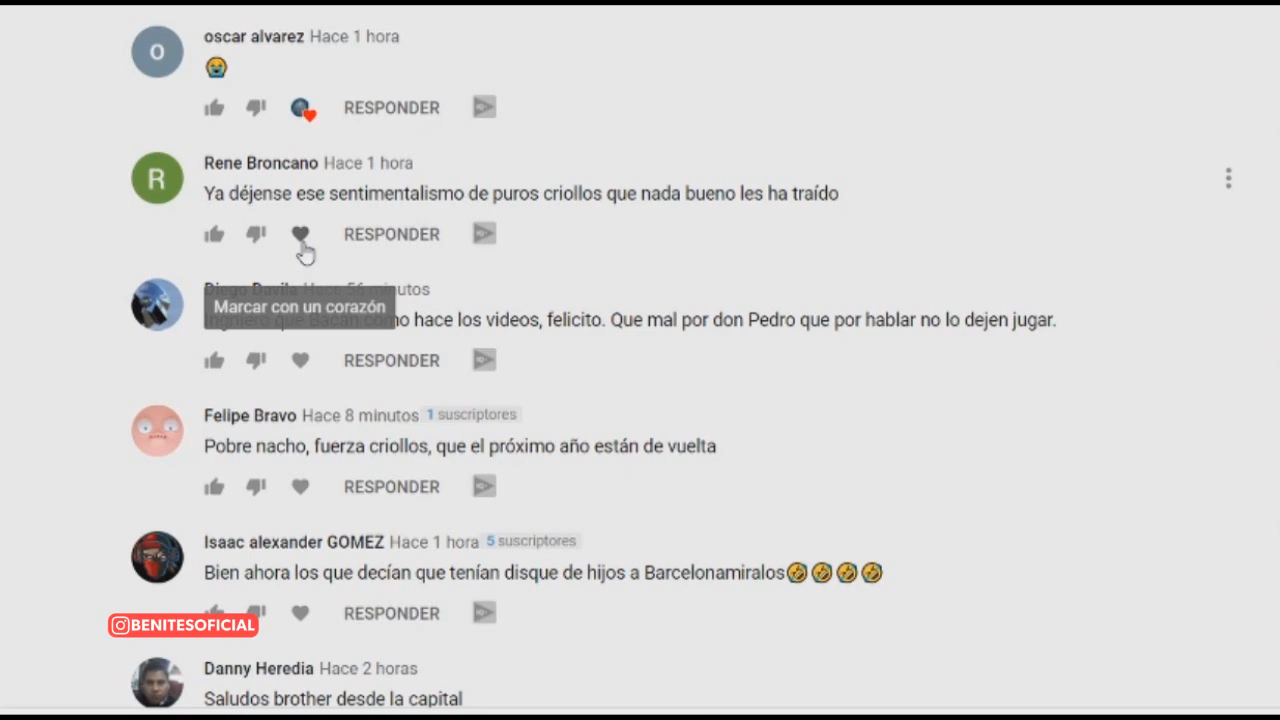 O
oscar alvarez Hace 1 hora
😭
RESPONDER
R
Rene Broncano Hace 1 hora
Ya déjense ese sentimentalismo de puros criollos que nada bueno les ha traído
RESPONDER
Diego Davila Hace 56 minutos
Marcar con un corazón
hace los videos, felicito. Que mal por don Pedro que por hablar no lo dejen jugar.
RESPONDER
Felipe Bravo Hace 8 minutos 1 suscriptores
Pobre nacho, fuerza criollos, que el próximo año están de vuelta
RESPONDER
Isaac alexander GOMEZ Hace 1 hora 5 suscriptores
Bien ahora los que decían que tenían disque de hijos a Barcelonamiralos🤣🤣🤣🤣
RESPONDER
BENITESOFICIAL
Danny Heredia Hace 2 horas
Saludos brother desde la capital